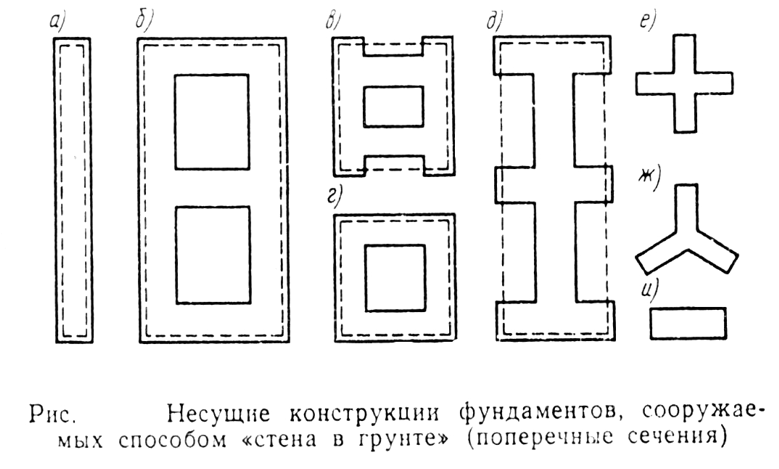 а) б) в) д) е)
ж)
г)
и)
Рис. Несущие конструкции фундаментов, сооружае-
мых способом «стена в грунте» (поперечные сечения)